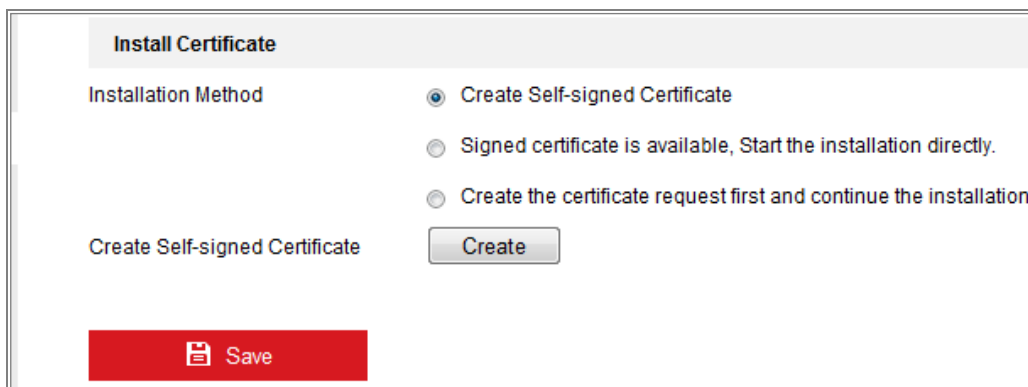 Install Certificate
Installation Method
Create Self-signed Certificate
Signed certificate is available, Start the installation directly.
Create the certificate request first and continue the installation
Create Self-signed Certificate
Create
Save